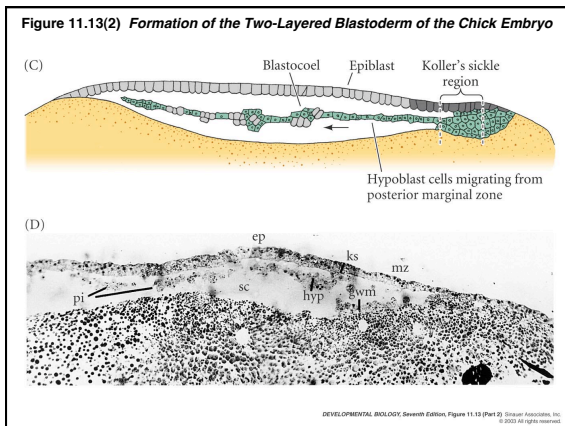 Figure 11.13(2) Formation of the Two-Layered Blastoderm of the Chick Embryo
(C)
Blastocoel
Epiblast
Koller's sickle
region
Hypoblast cells migrating from
posterior marginal zone
(D)
ep
ks
mz
pi
sc
hyp
gwm
DEVELOPMENTAL BIOLOGY, Seventh Edition, Figure 11.13 (Part 2) Sinauer Associates, Inc.
© 2003 All rights reserved.